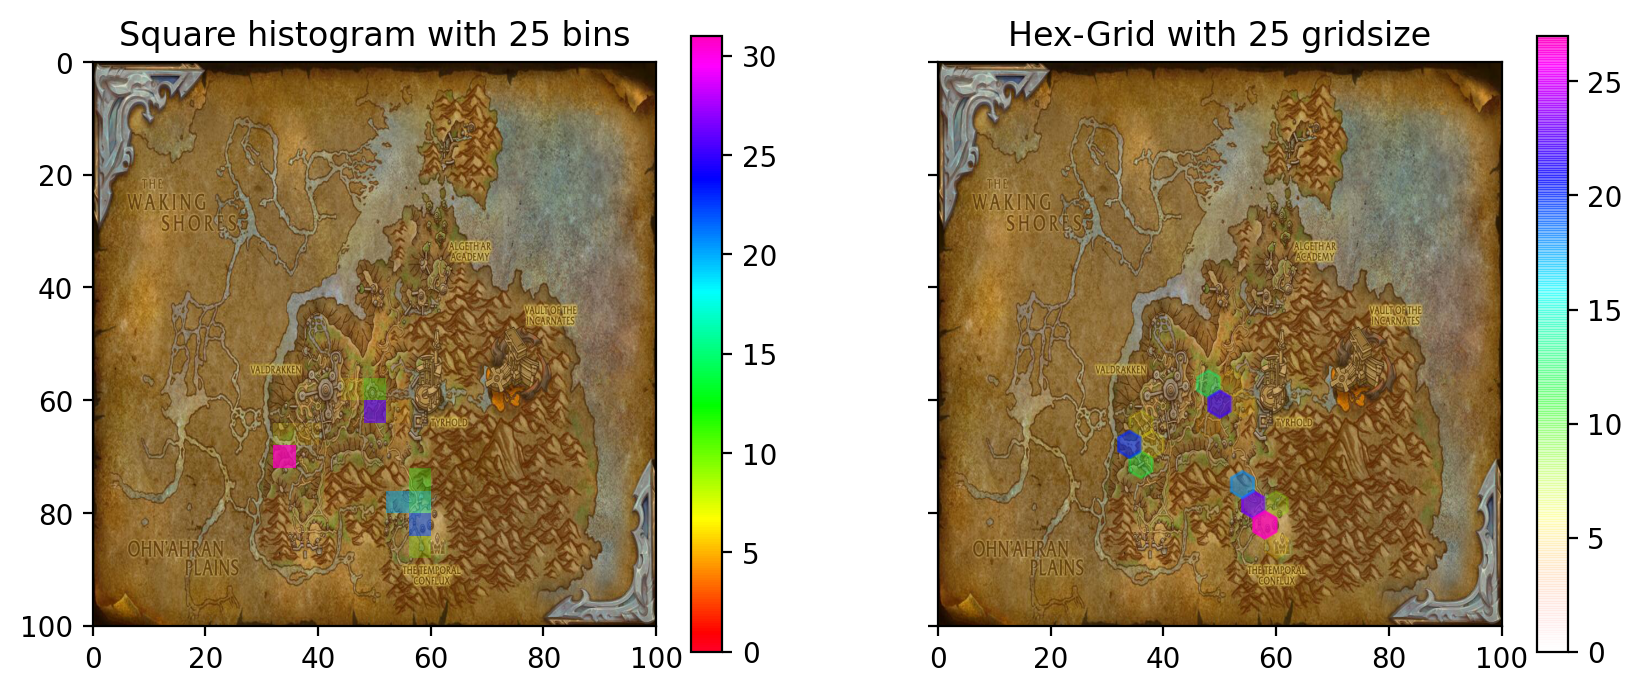 Square histogram with 25 bins
Hex-Grid with 25 gridsize
0
20
40
60
80
100
0
20
40
60
80
100
THE
WAKING
SHORES
ALGETH'AR
ACADEMY
VAULT OF THE
INCARNATES
VALDRAKKEN
TYRHOLD
OHN'AHRAN
PLAINS
THE TEMPORAL
CONFLUX
30
25
20
15
10
5
0
THE
WAKING
SHORES
ALGETH'AR
ACADEMY
VAULT OF THE
INCARNATES
VALDRAKKEN
TYRHOLD
OHN'AHRAN
PLAINS
THE TEMPORAL
CONFLUX
0
20
40
60
80
100
25
20
15
10
5
0